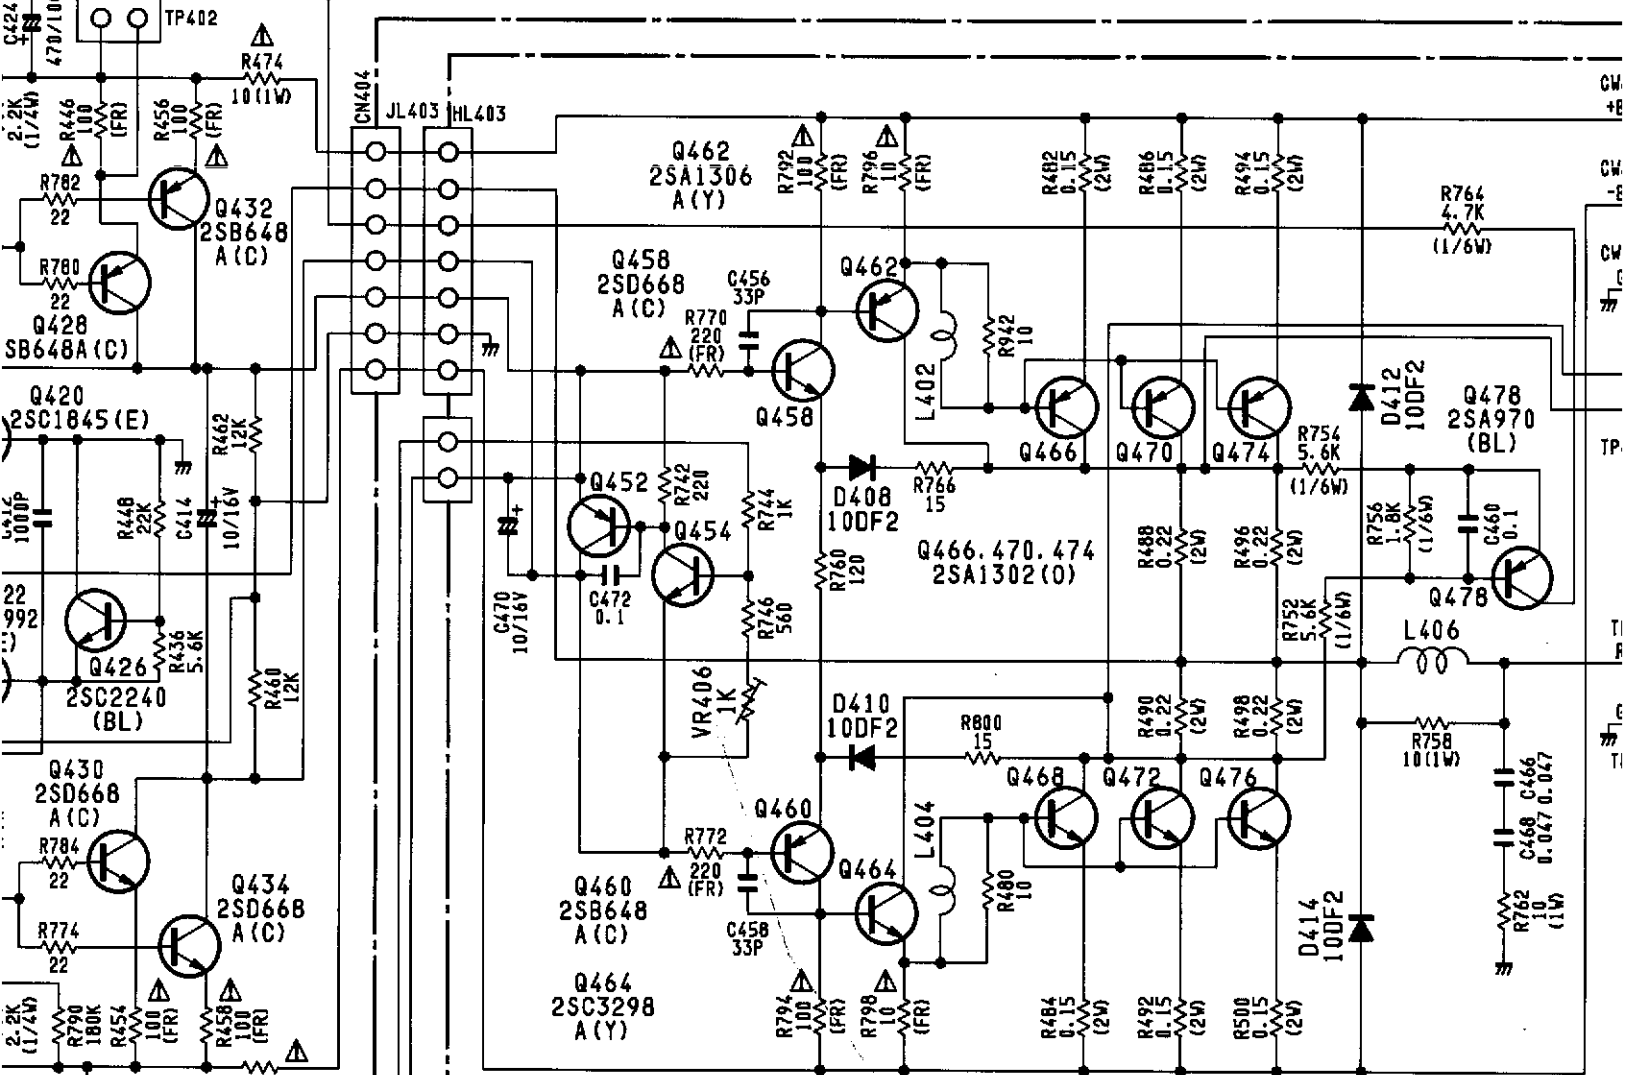 C424
470/10
TP402
R474
10(1W)
2.2K
(1/4W)
R446
100
(FR)
R456
100
(FR)
CN404
JL403
HL403
R782
22
Q432
2SB648
A(C)
R780
22
Q428
SB648A(C)
Q420
2SC1845(E)
1000P
R448
22K
C414
10/16V
R462
12K
22
992
E)
R436
5.6K
Q426
2SC2240
(BL)
R460
12K
Q430
2SD668
A(C)
R784
22
Q434
2SD668
A(C)
R774
22
2.2K
(1/4W)
R790
180K
R454
100
(FR)
R458
100
(FR)
Q462
2SA1306
A(Y)
R792
100
(FR)
R796
10
(FR)
R482
0.15
(2W)
R486
0.15
(2W)
R494
0.15
(2W)
CW
+B
CW
-B
R764
4.7K
(1/6W)
CW
G
Q458
2SD668
A(C)
C456
33P
R770
220
(FR)
Q462
R942
10
L402
Q458
Q466
Q470
Q474
D412
10DF2
Q478
2SA970
(BL)
TP
R754
5.6K
(1/6W)
D408
10DF2
R766
15
Q452
R742
220
R744
1K
Q454
C470
10/16V
C472
0.1
R746
560
R760
120
Q466.470.474
2SA1302(O)
R488
0.22
(2W)
R496
0.22
(2W)
R756
1.8K
(1/6W)
C460
0.1
R752
5.6K
(1/6W)
Q478
L406
VR406
1K
D410
10DF2
R800
15
R490
0.22
(2W)
R498
0.22
(2W)
R758
10(1W)
C466
0.047
C468
0.047
R762
10
(1W)
Q468
Q472
Q476
Q460
L404
R772
220
(FR)
Q464
R480
10
Q460
2SB648
A(C)
C458
33P
D414
10DF2
Q464
2SC3298
A(Y)
R794
100
(FR)
R798
10
(FR)
R484
0.15
(2W)
R492
0.15
(2W)
R500
0.15
(2W)